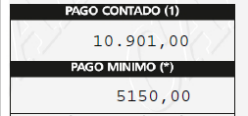 PAGO CONTADO (1)
10.901,00
PAGO MINIMO (*)
5150,00